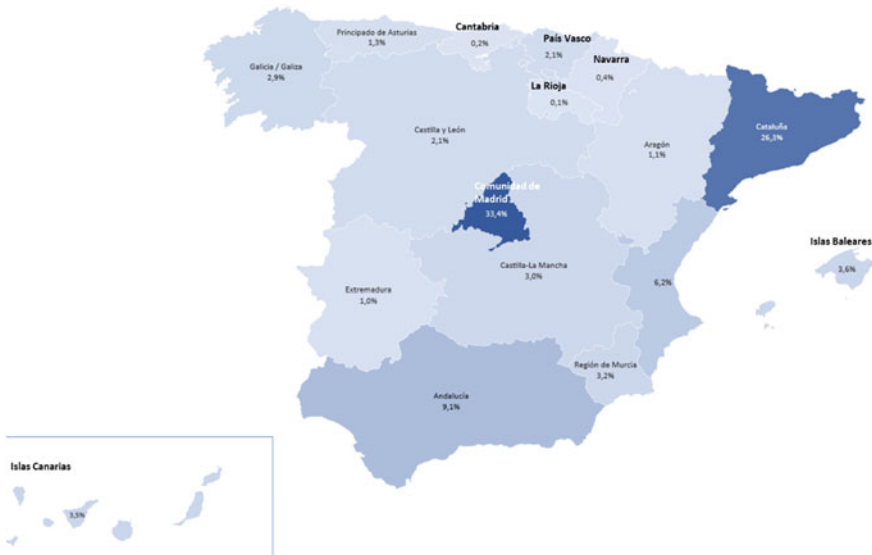 Cantabria
0,2%
Principado de Asturias
1,3%
País Vasco
2,1%
Navarra
0,4%
Galicia / Galiza
2,9%
La Rioja
0,1%
Castilla y León
2,1%
Aragón
1,1%
Cataluña
26,3%
Comunidad de
Madrid
33,4%
Islas Baleares
3,6%
Castilla-La Mancha
3,0%
6,2%
Extremadura
1,0%
Región de Murcia
3,2%
Andalucía
9,1%
Islas Canarias
3,5%